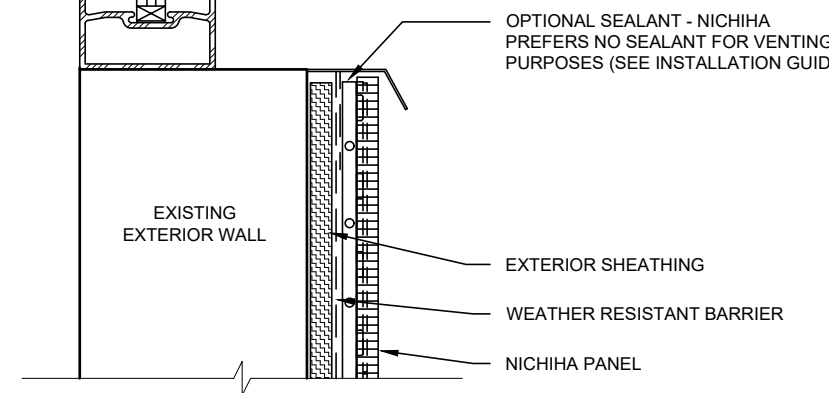 OPTIONAL SEALANT - NICHIHA
PREFERS NO SEALANT FOR VENTING
PURPOSES (SEE INSTALLATION GUID
EXISTING
EXTERIOR WALL
EXTERIOR SHEATHING
WEATHER RESISTANT BARRIER
NICHIHA PANEL